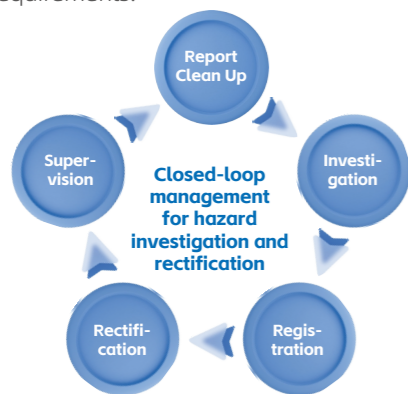 equirements.
Report
Clean Up
Investi-
gation
Regis-
tration
Rectifi-
cation
Super-
vision
Closed-loop
management
for hazard
investigation and
rectification